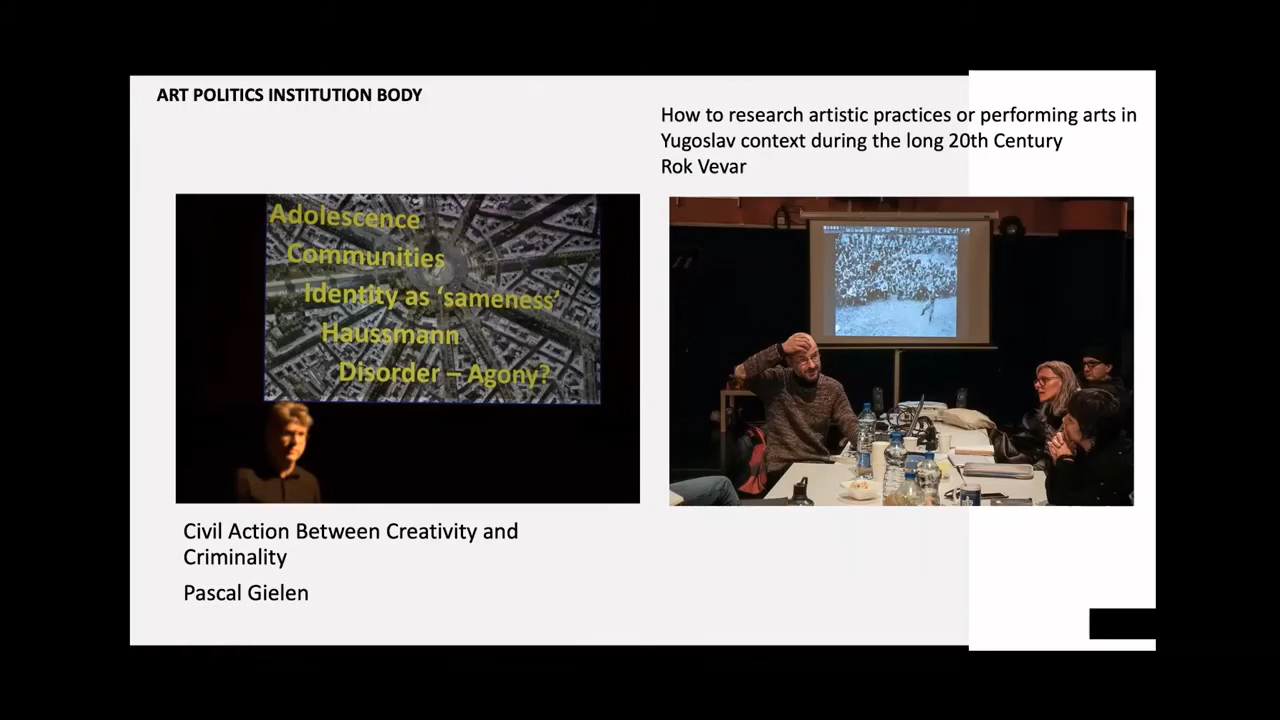 ART POLITICS INSTITUTION BODY
How to research artistic practices or performing arts in
Yugoslav context during the long 20th Century
Rok Vevar
Adolescence
Communities
Identity as ‘sameness’
Haussmann
Disorder – Agony?
Civil Action Between Creativity and
Criminality
Pascal Gielen